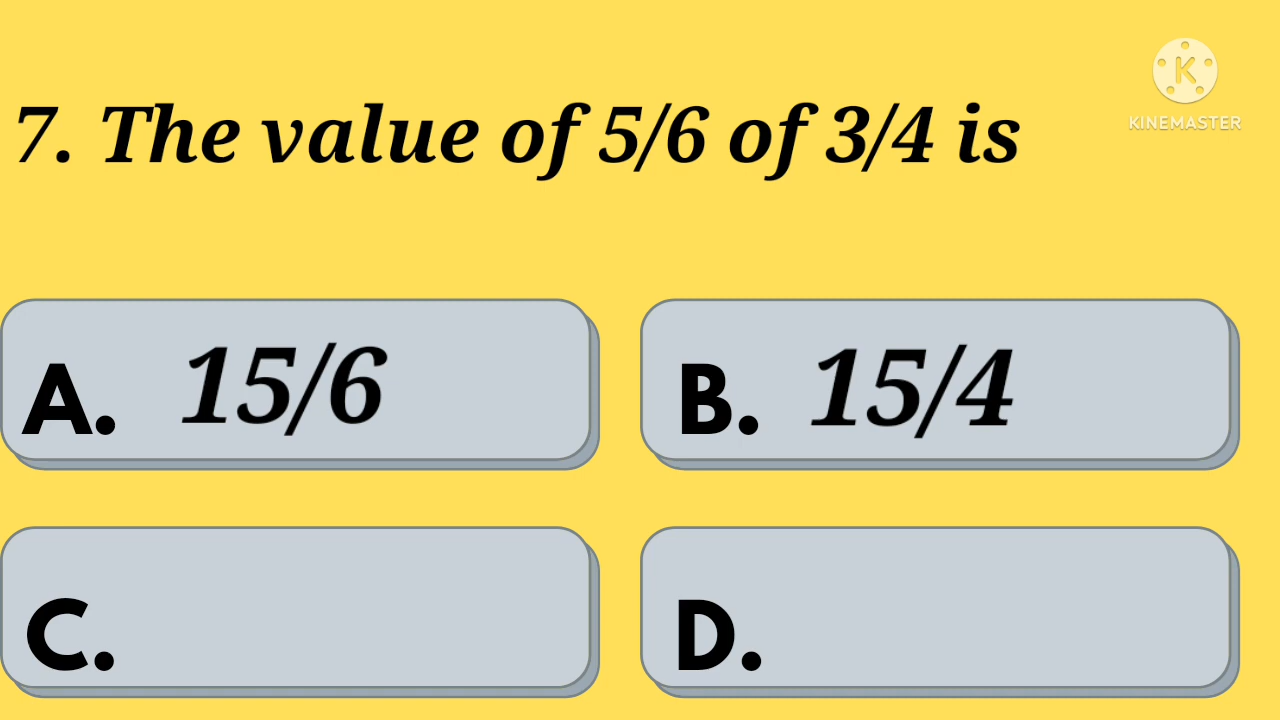 7. The value of 5/6 of 3/4 is
K
KINEMASTER
A. 15/6
B. 15/4
C.
D.